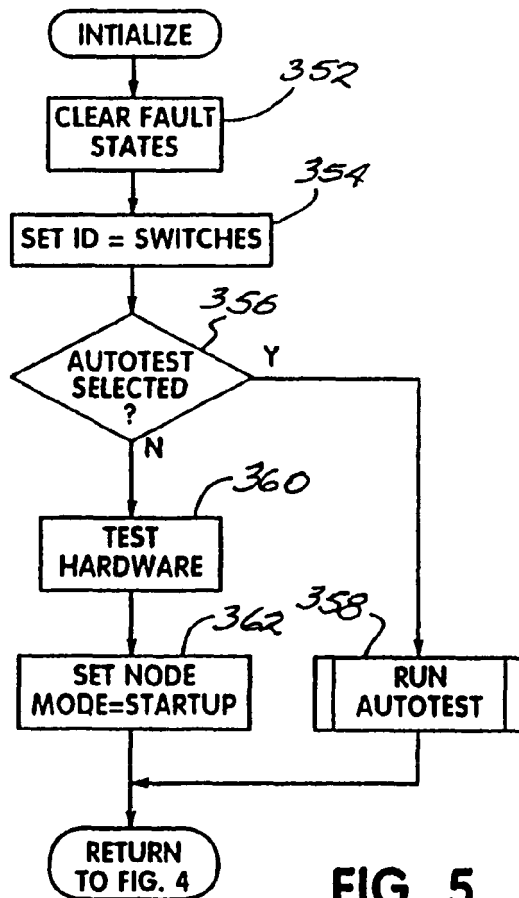 INTIALIZE
352
CLEAR FAULT
STATES
354
SET ID = SWITCHES
356
AUTOTEST
SELECTED
?
Y
N
360
TEST
HARDWARE
362
SET NODE
MODE=STARTUP
358
RUN
AUTOTEST
RETURN
TO FIG. 4
FIG. 5